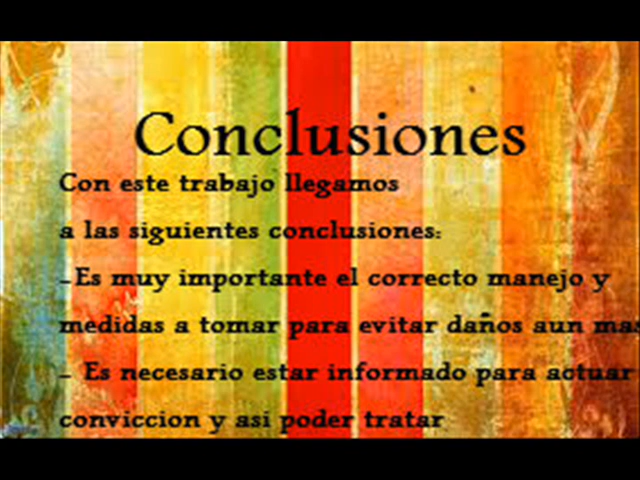 Conclusiones
Con este trabajo llegamos
a las siguientes conclusiones:
-Es muy importante el correcto manejo y
medidas a tomar para evitar daños aun mas
- Es necesario estar informado para actuar
conviccion y asi poder tratar